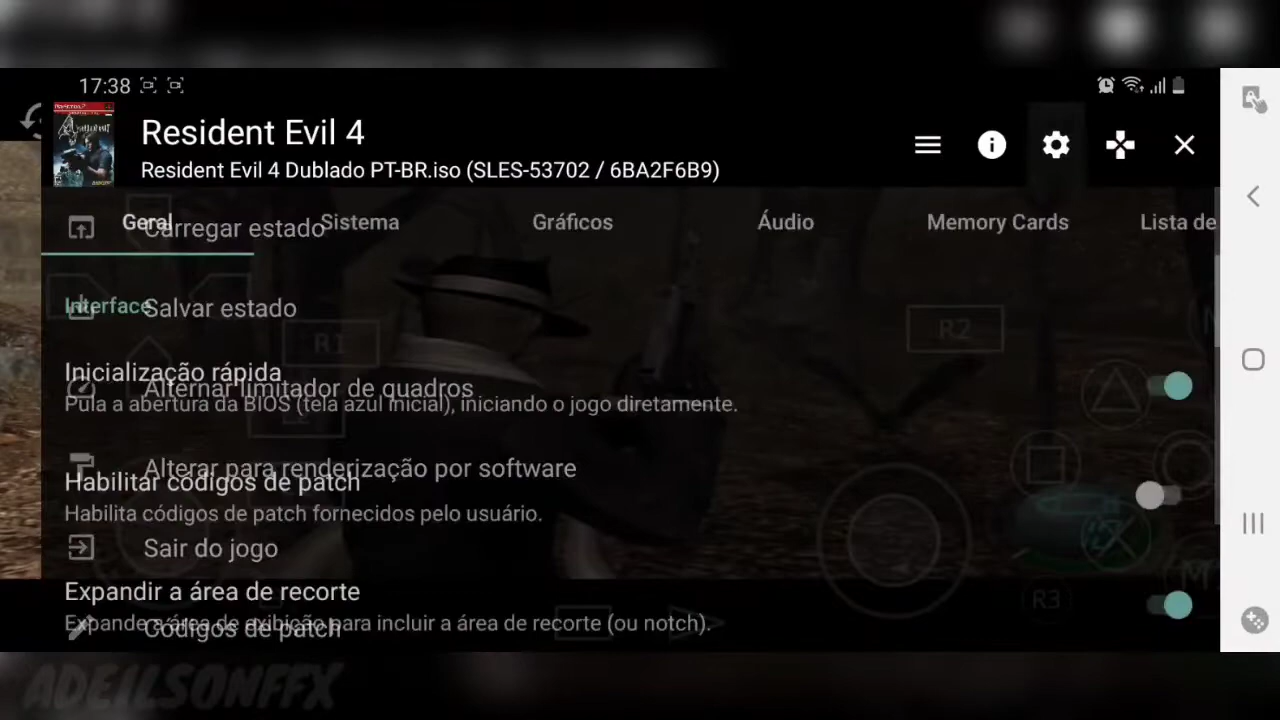 17:38
Resident Evil 4
Resident Evil 4 Dublado PT-BR.iso (SLES-53702 / 6BA2F6B9)
Geral
Sistema
Gráficos
Áudio
Memory Cards
Lista de
Carregar estado
Interface
Salvar estado
Inicialização rápida
Alternar limitador de quadros
Pula a abertura da BIOS (tela azul inicial), iniciando o jogo diretamente.
Alterar para renderização por software
Habilitar códigos de patch
Habilita códigos de patch fornecidos pelo usuário.
Sair do jogo
Expandir a área de recorte
Expande a área de exibição para incluir a área de recorte (ou notch).
Códigos de patch
R1
R2
R3
ADEILSONFFX